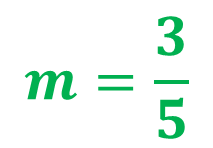 m = 3/5